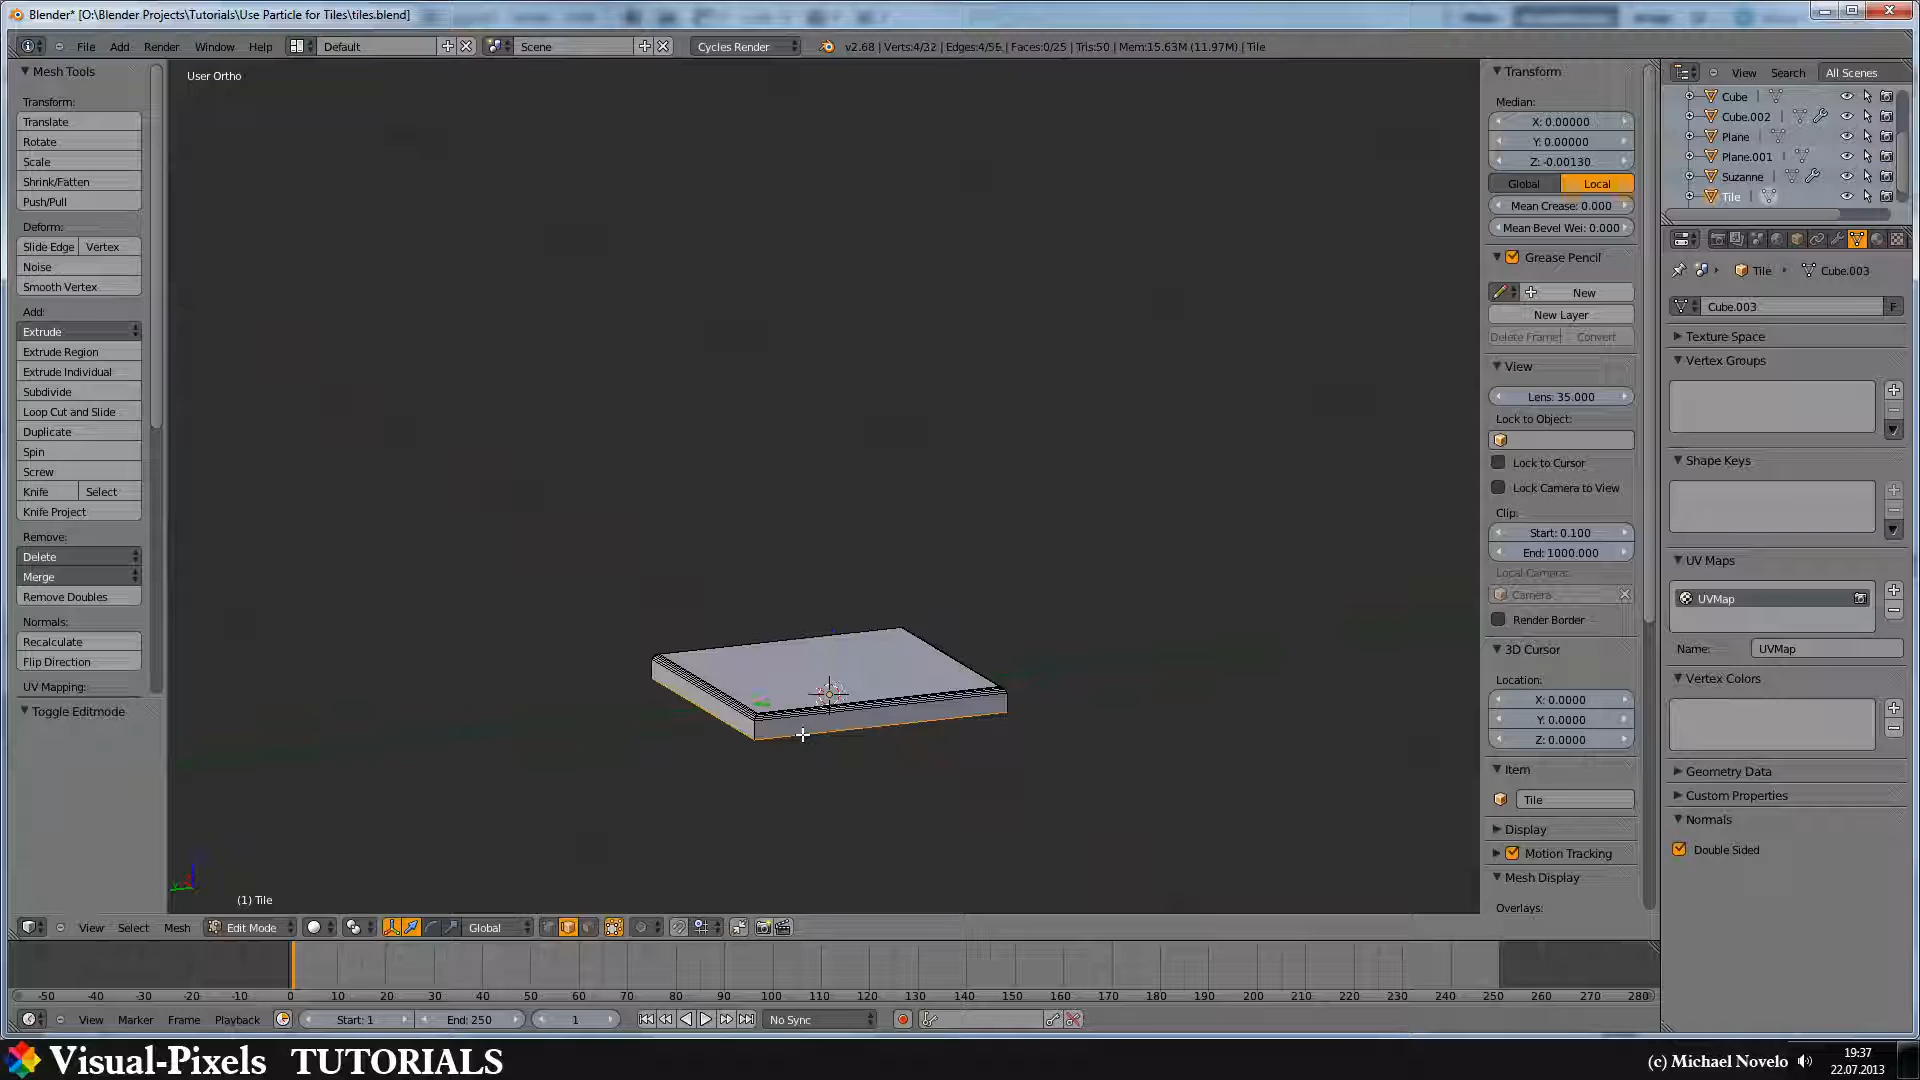 Blender* [O:\Blender Projects\Tutorials\Use Particle for Tiles\tiles.blend]
File Add Render Window Help Default Scene Cycles Render v2.68 | Verts:4/32 | Edges:4/56 | Faces:0/25 | Tris:50 | Mem:15.63M (11.97M) | Tile
Mesh Tools
Transform:
Translate
Rotate
Scale
Shrink/Fatten
Push/Pull
Deform:
Slide Edge Vertex
Noise
Smooth Vertex
Add:
Extrude
Extrude Region
Extrude Individual
Subdivide
Loop Cut and Slide
Duplicate
Spin
Screw
Knife Select
Knife Project
Remove:
Delete
Merge
Remove Doubles
Normals:
Recalculate
Flip Direction
UV Mapping:
Toggle Editmode
User Ortho
(1) Tile
Transform
Median:
X: 0.00000
Y: 0.00000
Z: -0.00130
Global Local
Mean Crease: 0.000
Mean Bevel Wei: 0.000
Grease Pencil
New
New Layer
Delete Frame Convert
View
Lens: 35.000
Lock to Object:
Lock to Cursor
Lock Camera to View
Clip:
Start: 0.100
End: 1000.000
Local Camera:
Camera
Render Border
3D Cursor
Location:
X: 0.0000
Y: 0.0000
Z: 0.0000
Item
Tile
Display
Motion Tracking
Mesh Display
Overlays:
View Search All Scenes
Cube
Cube.002
Plane
Plane.001
Suzanne
Tile
Tile Cube.003
Cube.003 F
Texture Space
Vertex Groups
Shape Keys
UV Maps
UVMap
Name: UVMap
Vertex Colors
Geometry Data
Custom Properties
Normals
Double Sided
View Select Mesh Edit Mode Global
-50 -40 -30 -20 -10 0 10 20 30 40 50 60 70 80 90 100 110 120 130 140 150 160 170 180 190 200 210 220 230 240 250 260 270 280
View Marker Frame Playback Start: 1 End: 250 1 No Sync
Visual-Pixels TUTORIALS
(c) Michael Novelo
19:37
22.07.2013